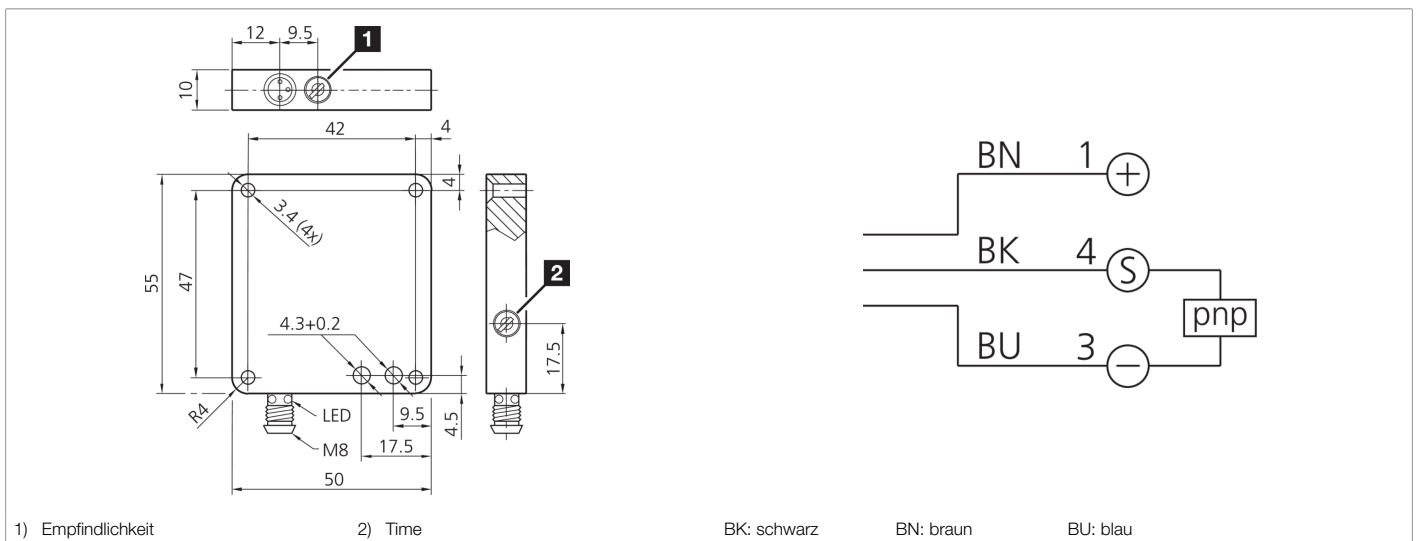 12 9.5 1
10
42 4
4
3.4 (4x)
55
47
2
4.3+0.2
17.5
R4
LED
9.5
4.5
M8
17.5
50
BN 1 +
BK 4 S
pnp
BU 3 −
1) Empfindlichkeit 2) Time BK: schwarz BN: braun BU: blau